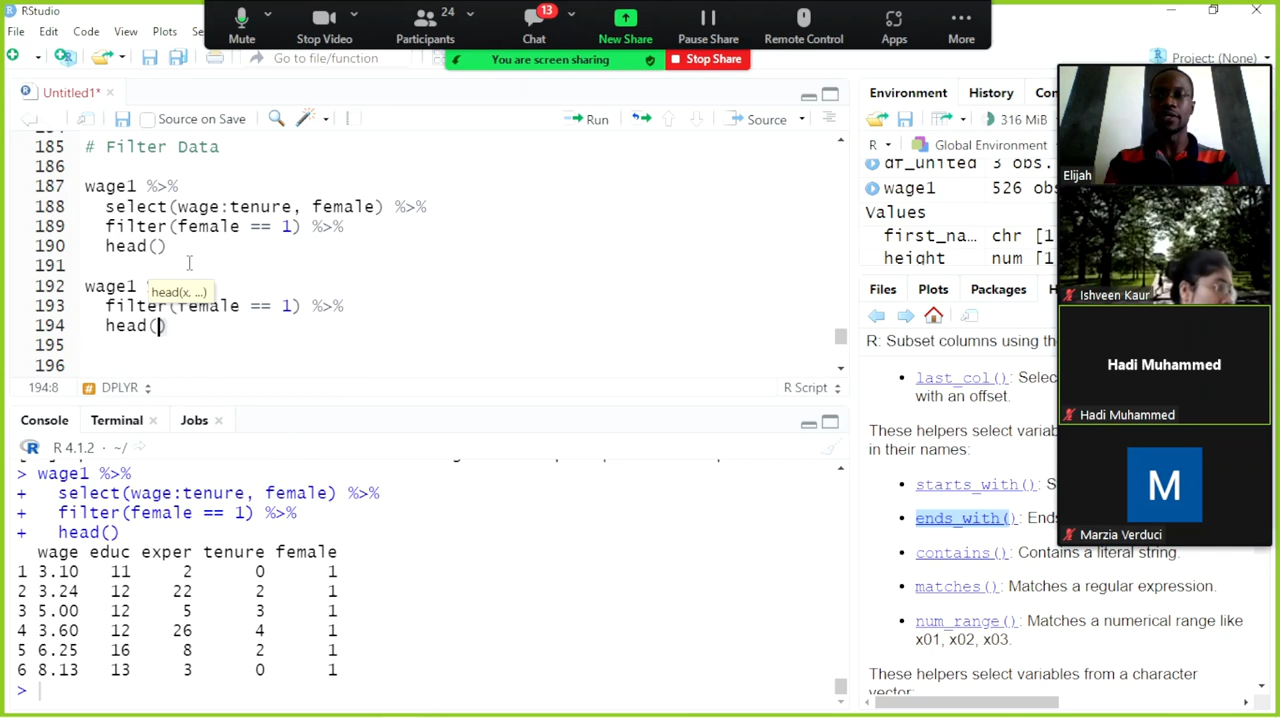 RStudio
File Edit Code View Plots
Mute
Stop Video
24
Participants
13
Chat
New Share
Pause Share
Remote Control
Apps
More
You are screen sharing
Stop Share
Go to file/function
Project: (None)
Untitled1*
Source on Save
Run
Source
185 # Filter Data
186
187 wage1 %>%
188 select(wage:tenure, female) %>%
189 filter(female == 1) %>%
190 head()
191
192 wage1
head(x, ...)
193 filter(female == 1) %>%
194 head()
195
196
194:8
DPLYR
R Script
Console Terminal Jobs
R 4.1.2 · ~/
> wage1 %>%
+ select(wage:tenure, female) %>%
+ filter(female == 1) %>%
+ head()
wage educ exper tenure female
1 3.10 11 2 0 1
2 3.24 12 22 2 1
3 5.00 12 5 3 1
4 3.60 12 26 4 1
5 6.25 16 8 2 1
6 8.13 13 3 0 1
>
Environment History
316 MiB
R
Global Environment
df_united 3 obs.
wage1 526 obs
Values
first_na… chr [1
height num [1
Files Plots Packages
R: Subset columns using
last_col(): Selec
with an offset.
These helpers select variab
in their names:
starts_with(): S
ends_with(): Ends
contains(): Contains a literal string.
matches(): Matches a regular expression.
num_range(): Matches a numerical range like
x01, x02, x03.
These helpers select variables from a character
vector:
Elijah
Ishveen Kaur
Hadi Muhammed
Hadi Muhammed
M
Marzia Verduci